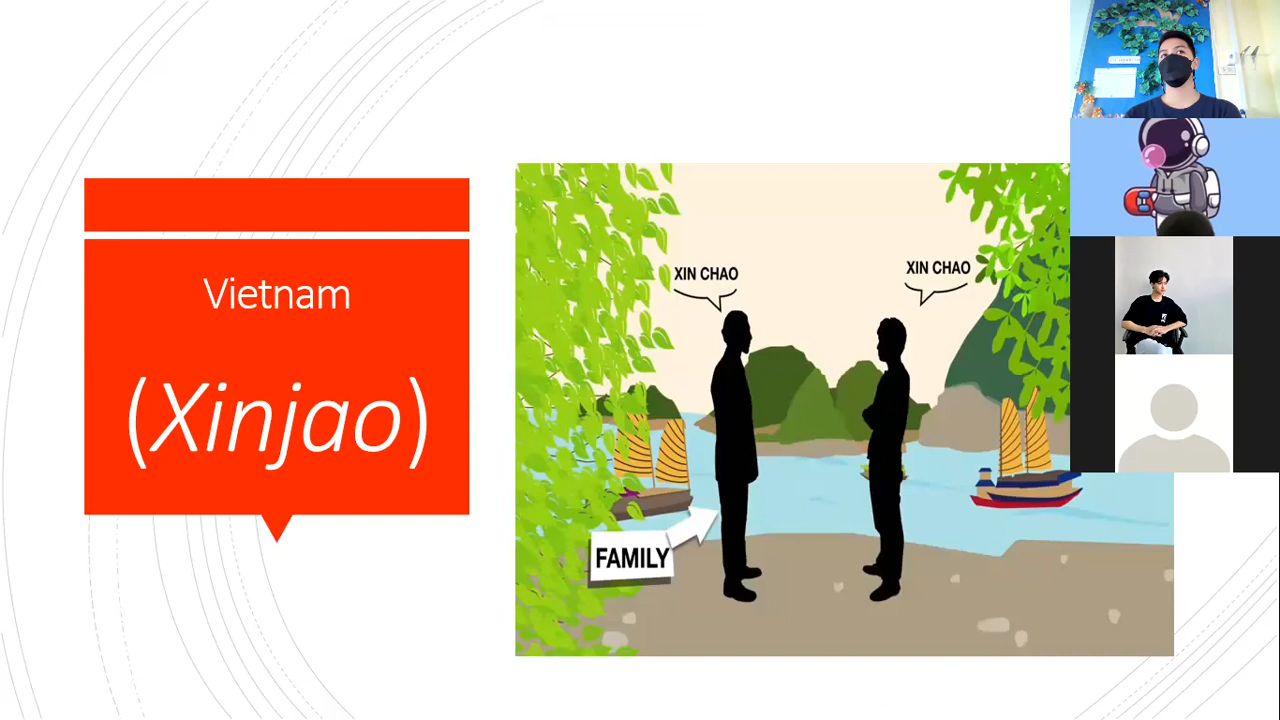 Vietnam
(Xinjao)
XIN CHAO
XIN CHAO
FAMILY